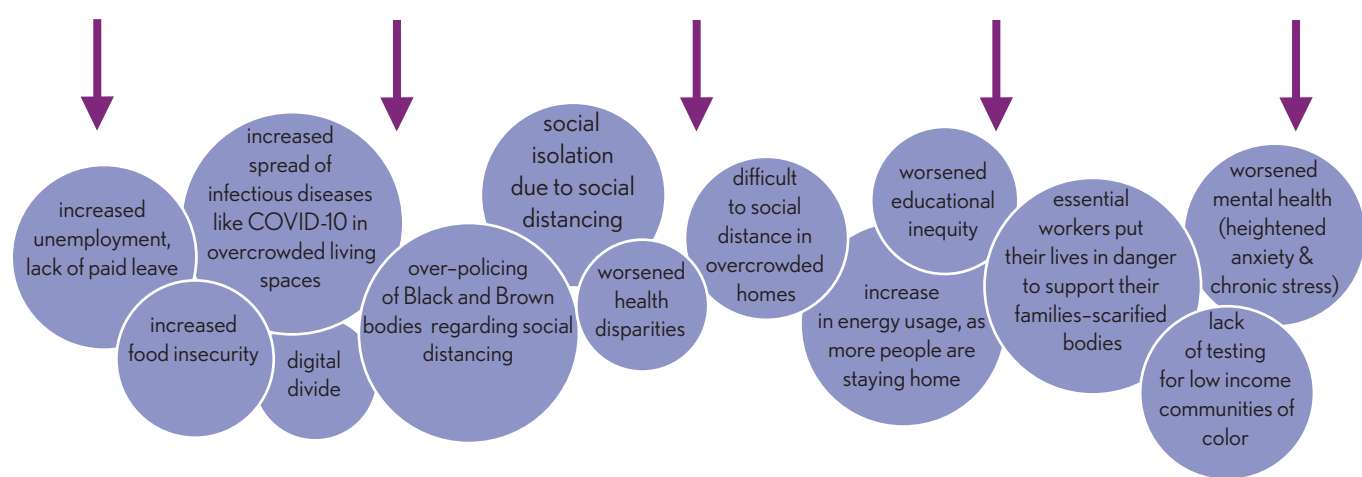 increased
unemployment,
lack of paid leave
increased
spread of
infectious diseases
like COVID-10 in
overcrowded living
spaces
increased
food insecurity
digital
divide
over-policing
of Black and Brown
bodies regarding social
distancing
social
isolation
due to social
distancing
worsened
health
disparities
difficult
to social
distance in
overcrowded
homes
worsened
educational
inequity
increase
in energy usage, as
more people are
staying home
essential
workers put
their lives in danger
to support their
families-scarified
bodies
worsened
mental health
(heightened
anxiety &
chronic stress)
lack
of testing
for low income
communities of
color